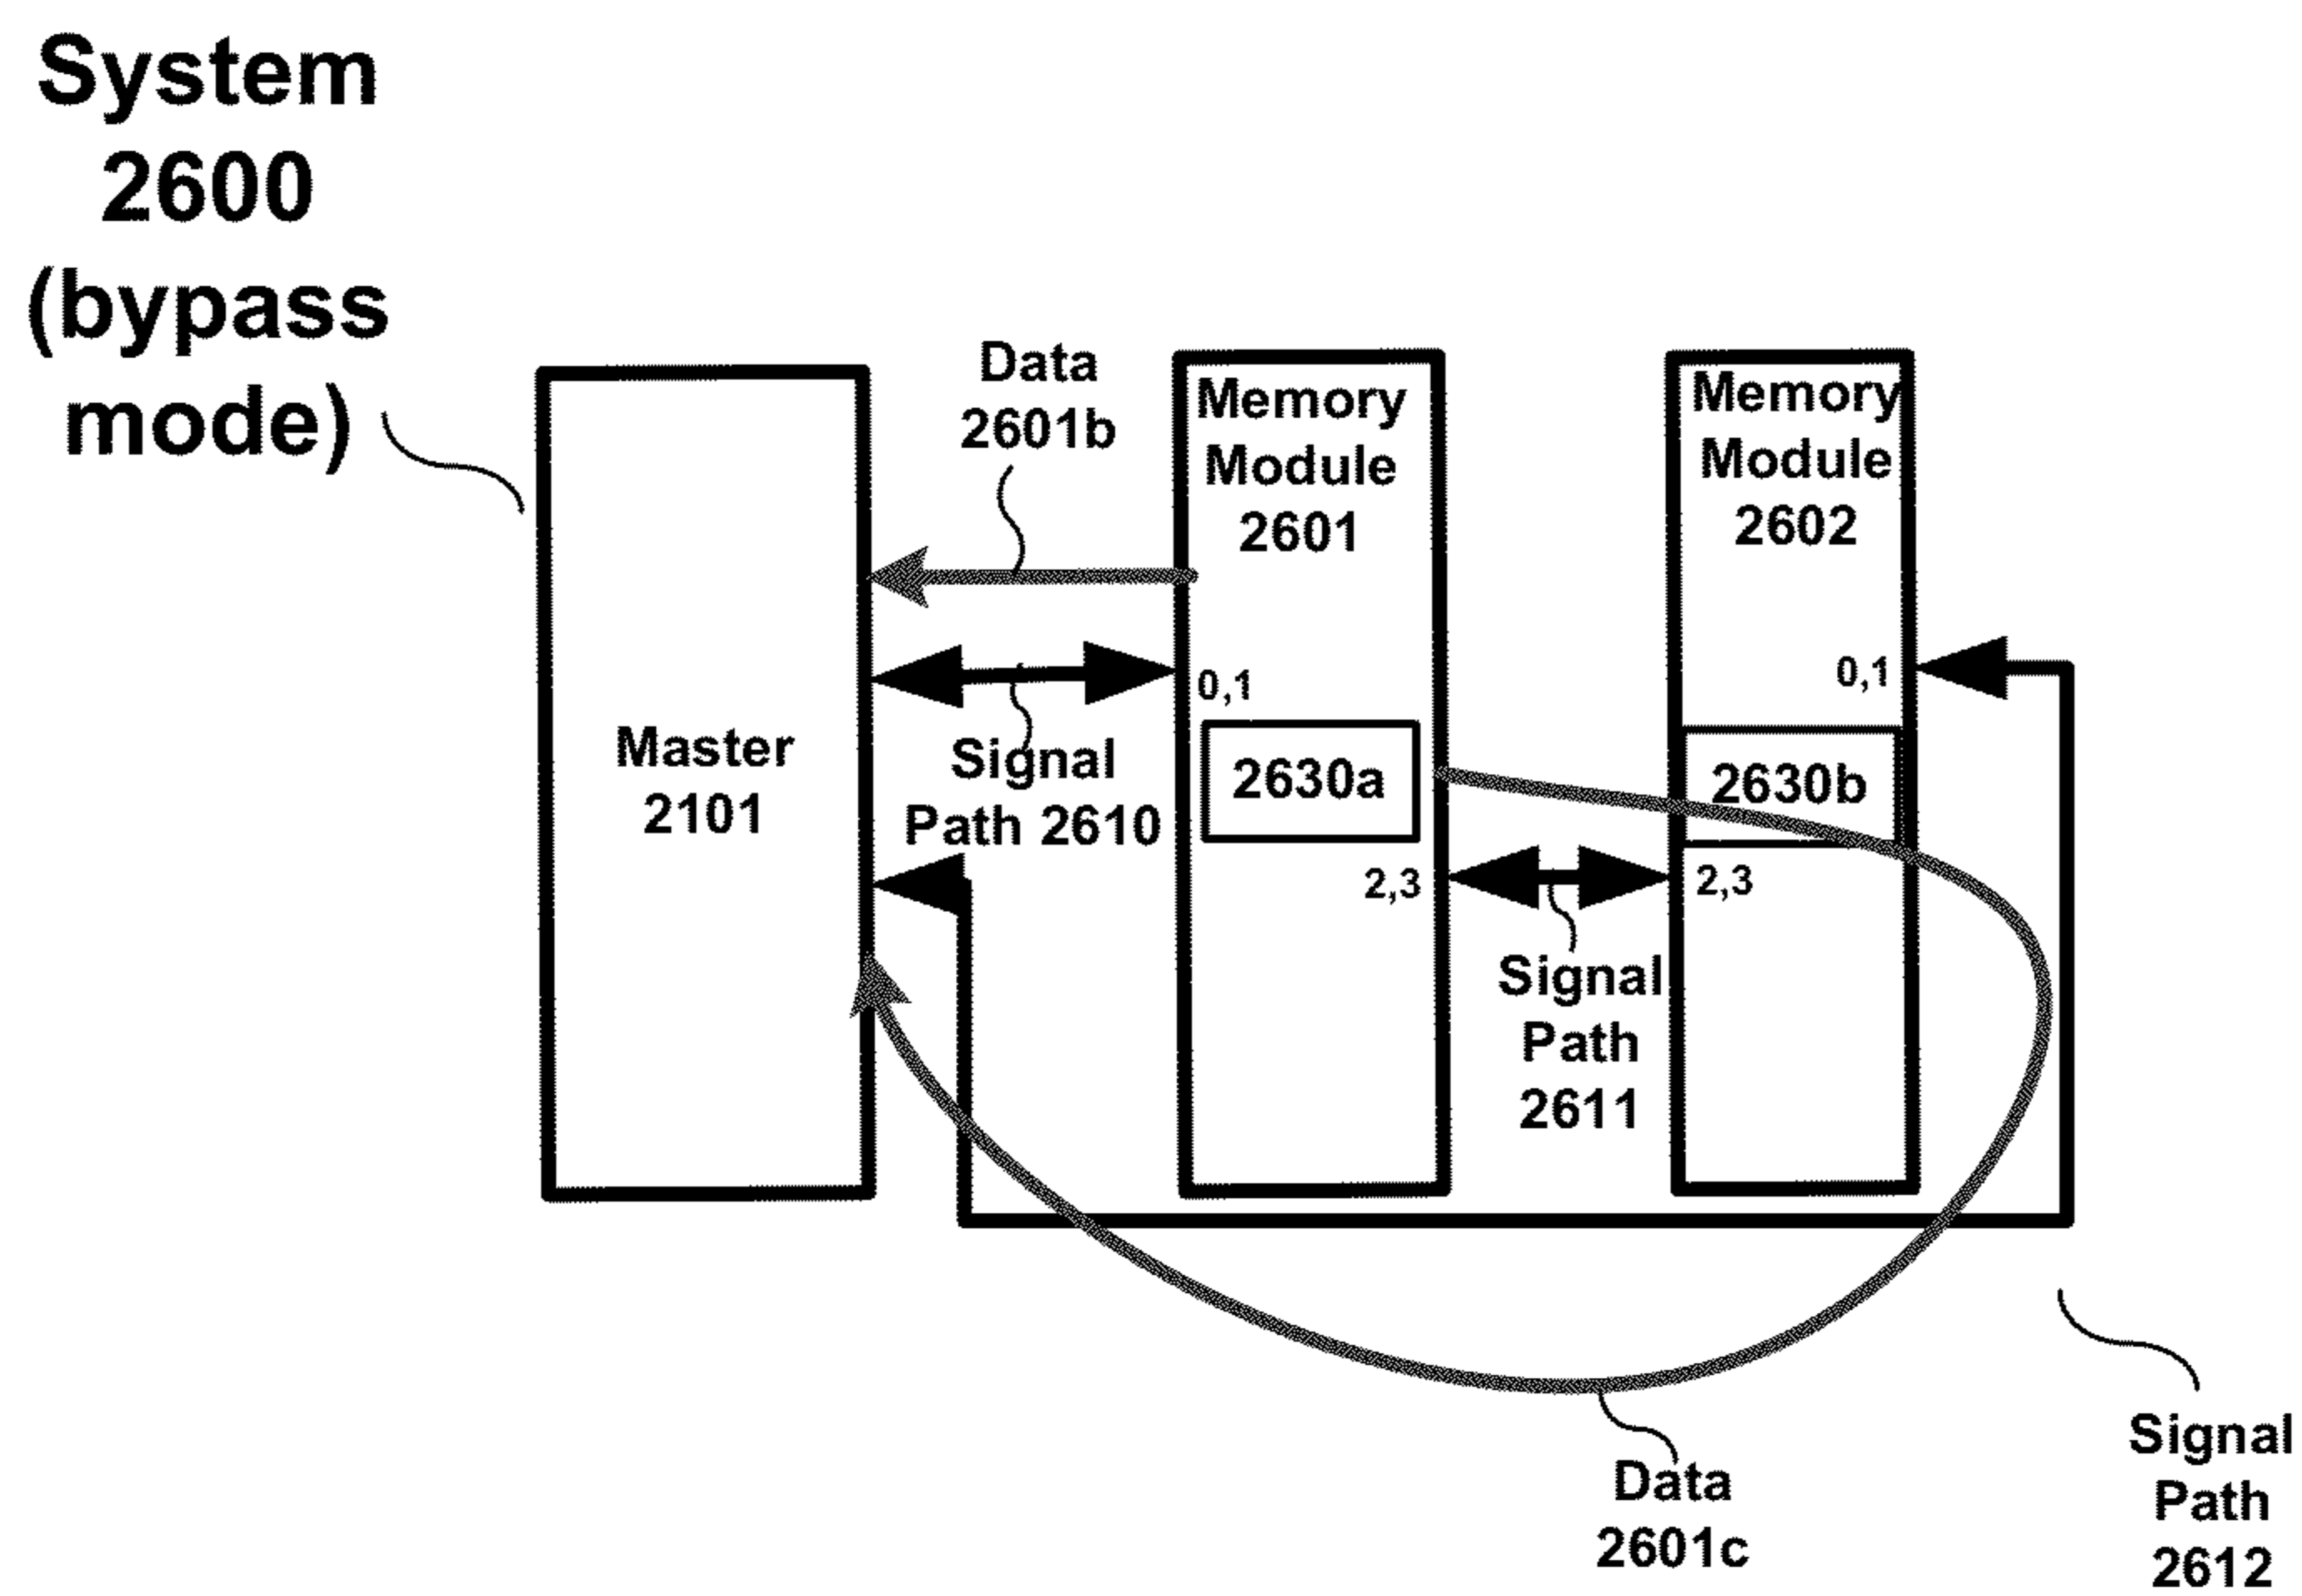 System
2600
(bypass
mode)
Data
2601b
Memory
Module
2601
Memory
Module
2602
0,1
0,1
Master
2101
Signal
Path 2610
2630a
2630b
2,3
2,3
Signal
Path
2611
Data
2601c
Signal
Path
2612